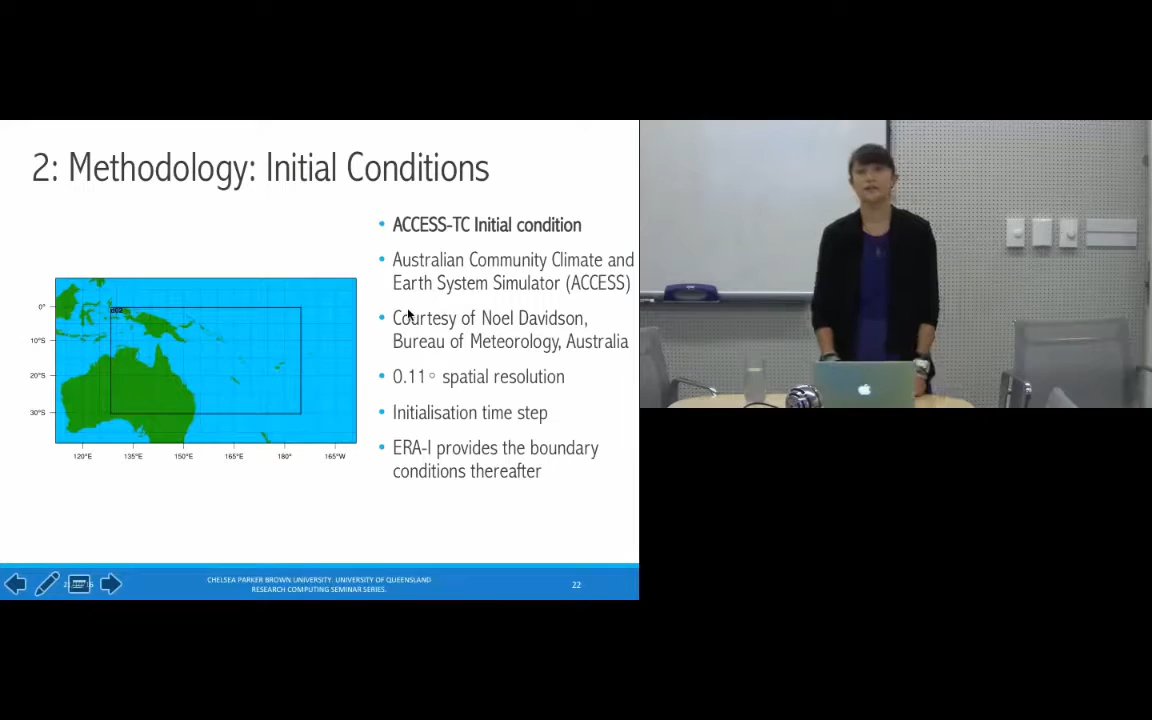 2: Methodology: Initial Conditions
• ACCESS-TC Initial condition
• Australian Community Climate and
Earth System Simulator (ACCESS)
• Courtesy of Noel Davidson,
Bureau of Meteorology, Australia
• 0.11° spatial resolution
• Initialisation time step
• ERA-I provides the boundary
conditions thereafter
d02
0°
10°S
20°S
30°S
120°E 135°E 150°E 165°E 180° 165°W
CHELSEA PARKER BROWN UNIVERSITY. UNIVERSITY OF QUEENSLAND
RESEARCH COMPUTING SEMINAR SERIES.
22